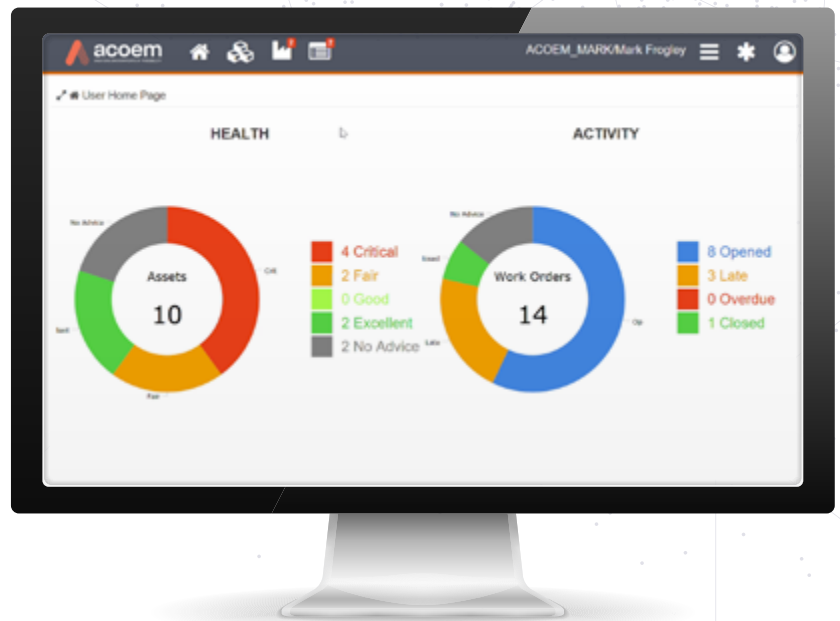 acoem
ACOEM_MARK/Mark Frogley
User Home Page
HEALTH
ACTIVITY
No Advice
Crit
Fair
Assets
10
4 Critical
2 Fair
0 Good
2 Excellent
2 No Advice
No Advice
Late
Op
Work Orders
14
8 Opened
3 Late
0 Overdue
1 Closed